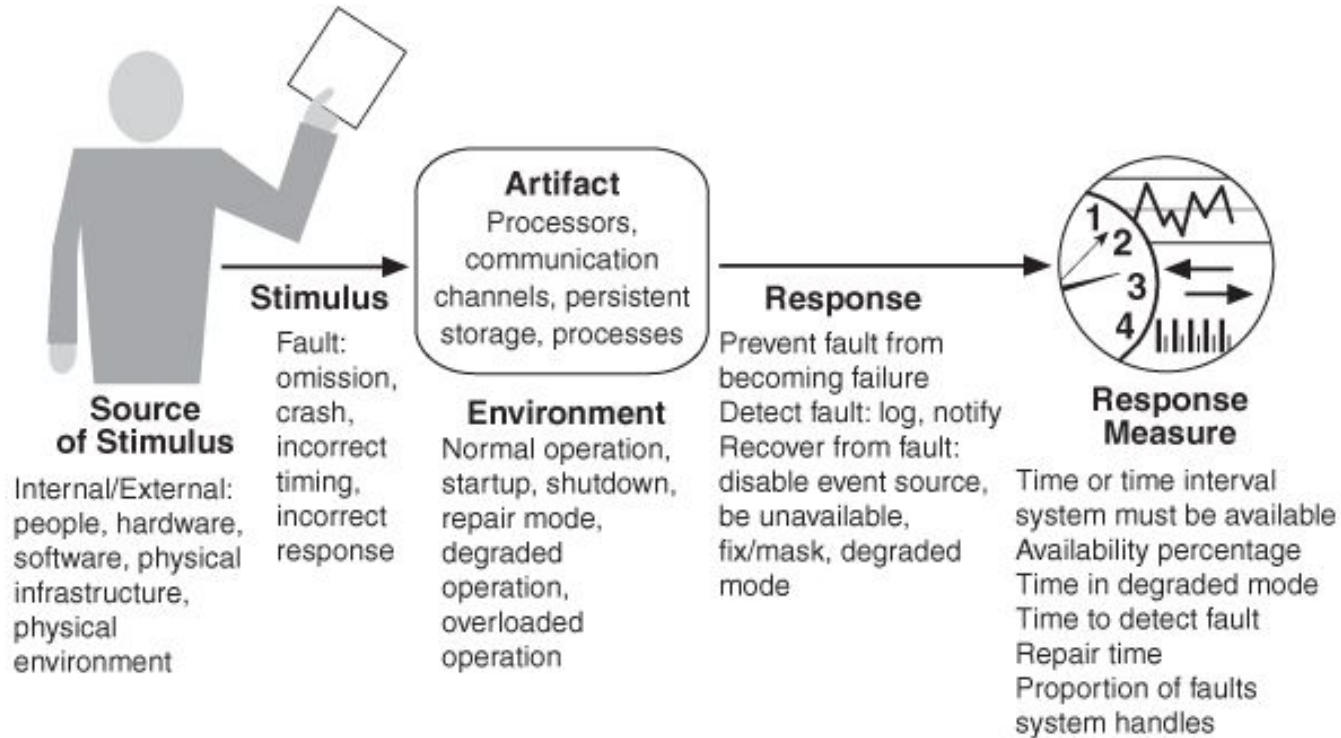 Source
of Stimulus
Internal/External:
people, hardware,
software, physical
infrastructure,
physical
environment
Stimulus
Fault:
omission,
crash,
incorrect
timing,
incorrect
response
Artifact
Processors,
communication
channels, persistent
storage, processes
Environment
Normal operation,
startup, shutdown,
repair mode,
degraded
operation,
overloaded
operation
Response
Prevent fault from
becoming failure
Detect fault: log, notify
Recover from fault:
disable event source,
be unavailable,
fix/mask, degraded
mode
1
2
3
4
Response
Measure
Time or time interval
system must be available
Availability percentage
Time in degraded mode
Time to detect fault
Repair time
Proportion of faults
system handles